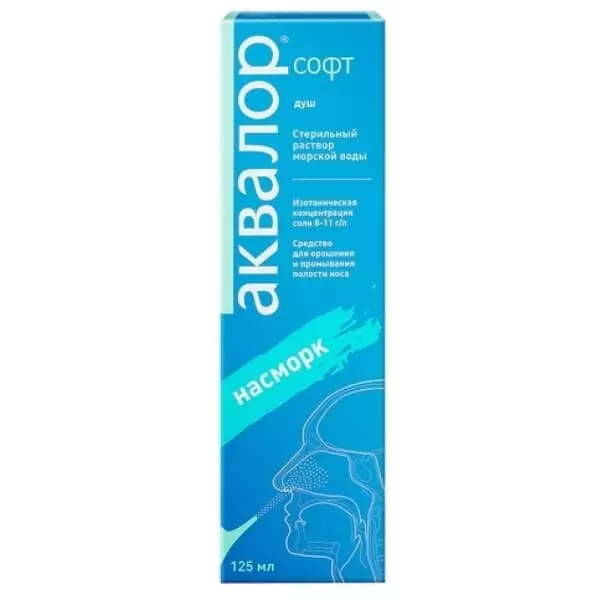 аквалор®
софт
душ
Стерильный
раствор
морской воды
Изотоническая
концентрация
соли 8-11 г/л
Средство
для орошения
и промывания
полости носа
насморк
125 мл